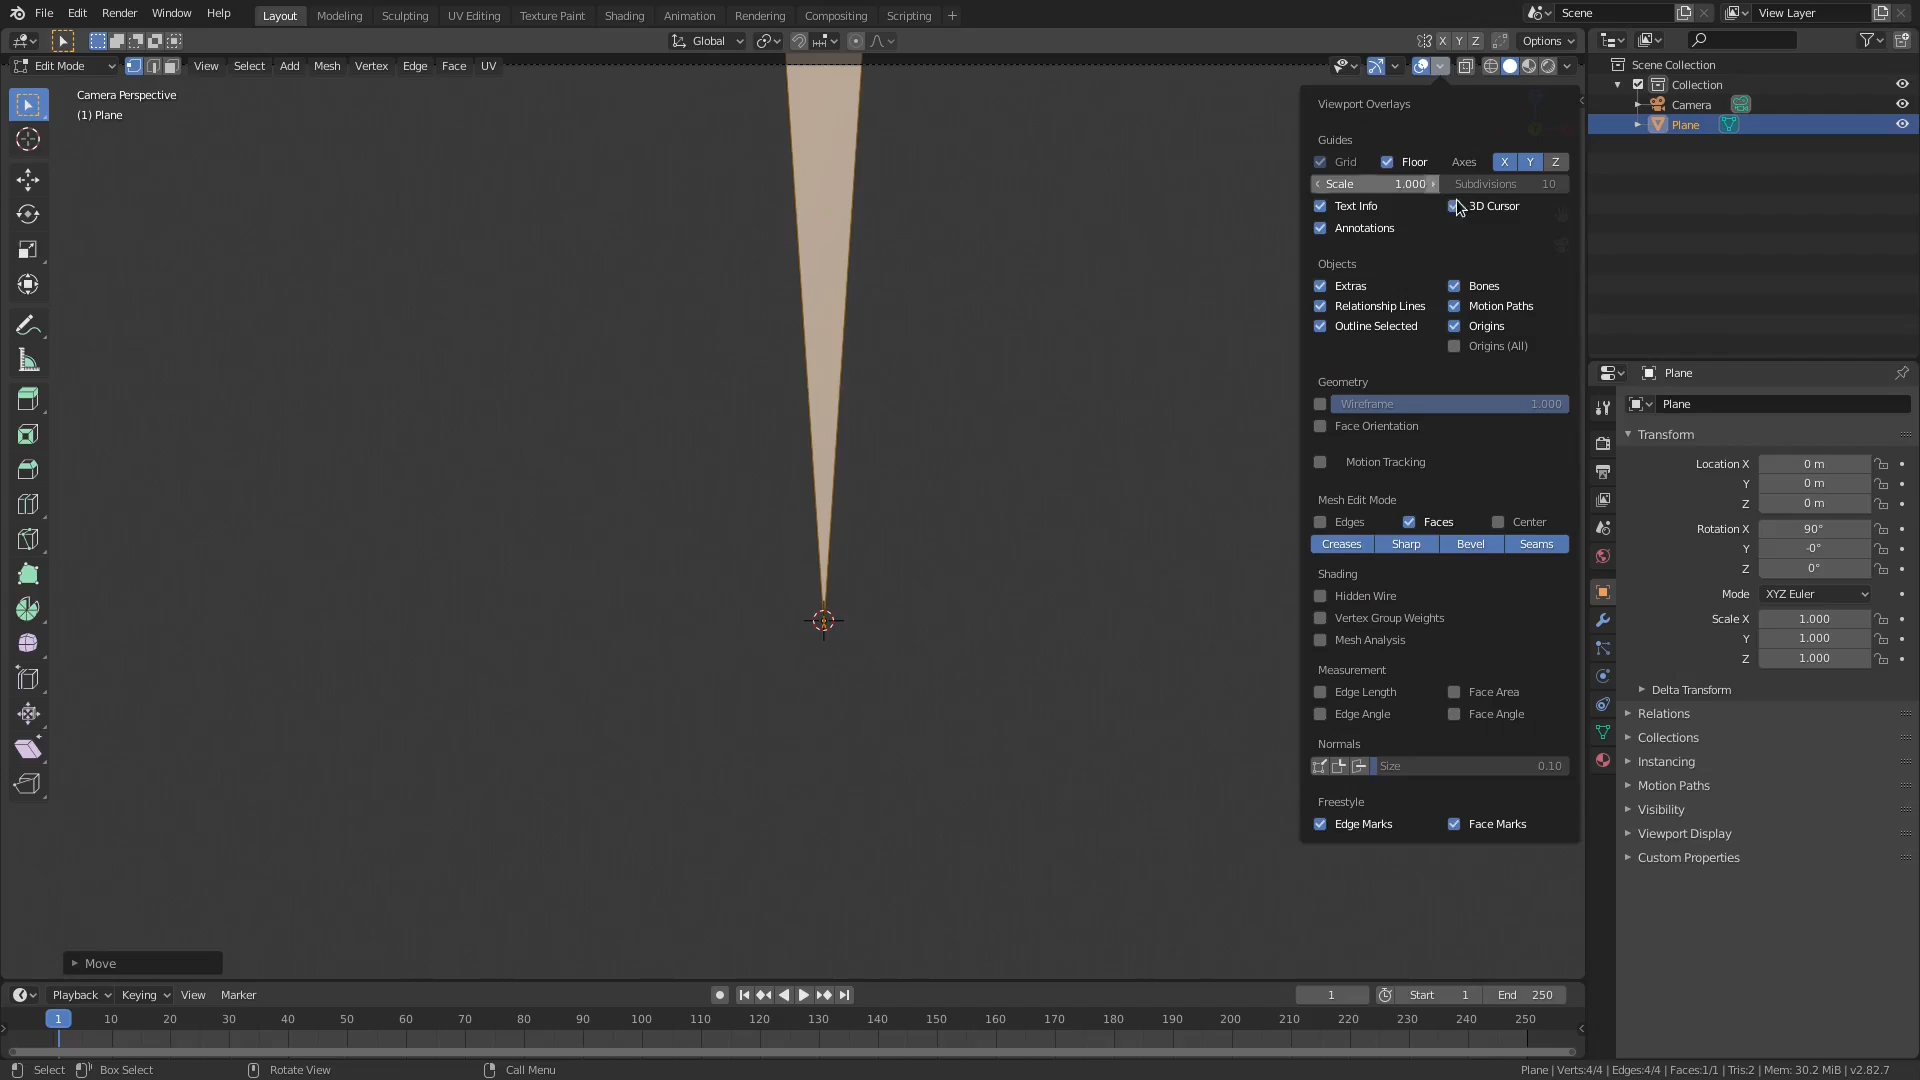 File Edit Render Window Help Layout Modeling Sculpting UV Editing Texture Paint Shading Animation Rendering Compositing Scripting + Scene View Layer
Global X Y Z Options
Edit Mode View Select Add Mesh Vertex Edge Face UV
Camera Perspective
(1) Plane
Viewport Overlays
Guides
Grid Floor Axes X Y Z
Scale 1.000 Subdivisions 10
Text Info 3D Cursor
Annotations
Objects
Extras Bones
Relationship Lines Motion Paths
Outline Selected Origins
Origins (All)
Geometry
Wireframe 1.000
Face Orientation
Motion Tracking
Mesh Edit Mode
Edges Faces Center
Creases Sharp Bevel Seams
Shading
Hidden Wire
Vertex Group Weights
Mesh Analysis
Measurement
Edge Length Face Area
Edge Angle Face Angle
Normals
Size 0.10
Freestyle
Edge Marks Face Marks
Scene Collection
Collection
Camera
Plane
Plane
Plane
Transform
Location X 0 m
Y 0 m
Z 0 m
Rotation X 90°
Y -0°
Z 0°
Mode XYZ Euler
Scale X 1.000
Y 1.000
Z 1.000
Delta Transform
Relations
Collections
Instancing
Motion Paths
Visibility
Viewport Display
Custom Properties
Move
Playback Keying View Marker 1 Start 1 End 250
1 10 20 30 40 50 60 70 80 90 100 110 120 130 140 150 160 170 180 190 200 210 220 230 240 250
Select Box Select Rotate View Call Menu Plane | Verts:4/4 | Edges:4/4 | Faces:1/1 | Tris:2 | Mem: 30.2 MiB | v2.82.7